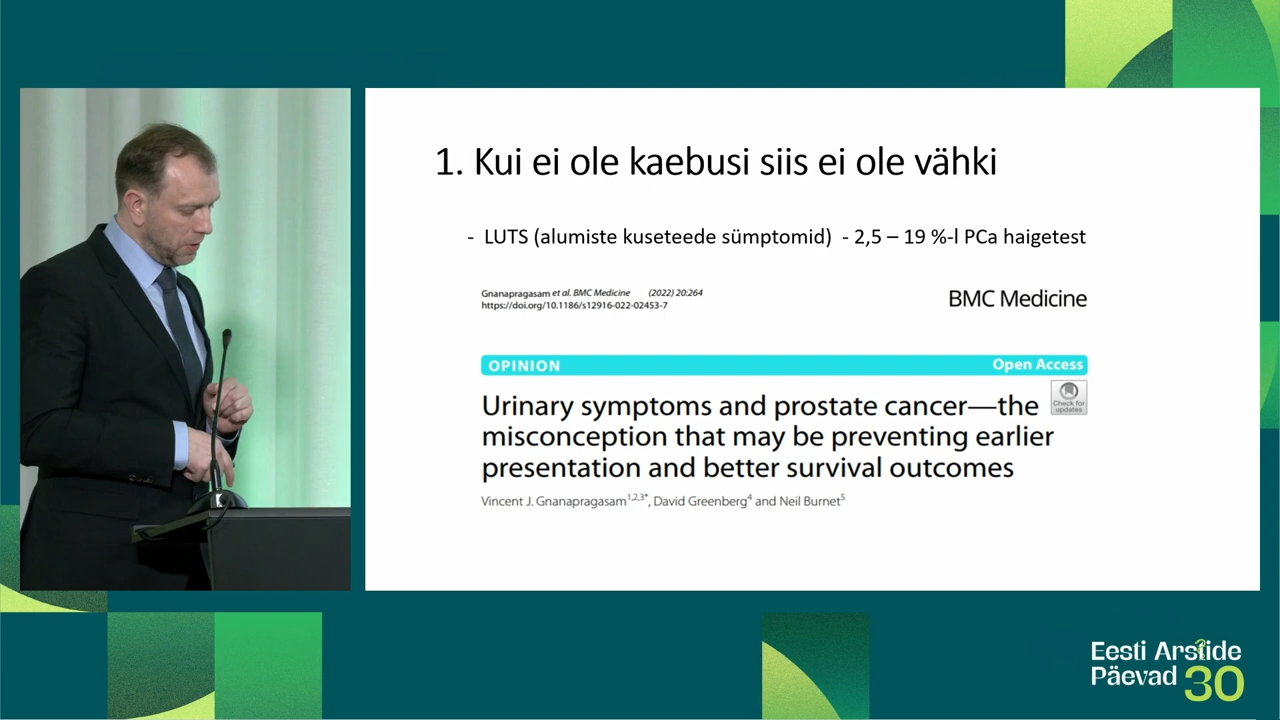 1. Kui ei ole kaebusi siis ei ole vähki
- LUTS (alumiste kuseteede sümptomid) - 2,5 – 19 %-l PCa haigetest
Gnanapragasam et al. BMC Medicine (2022) 20:264
https://doi.org/10.1186/s12916-022-02453-7
BMC Medicine
OPINION Open Access
Check for
updates
Urinary symptoms and prostate cancer—the
misconception that may be preventing earlier
presentation and better survival outcomes
Vincent J. Gnanapragasam1,2,3*, David Greenberg4 and Neil Burnet5
Eesti Arstide
Päevad 30